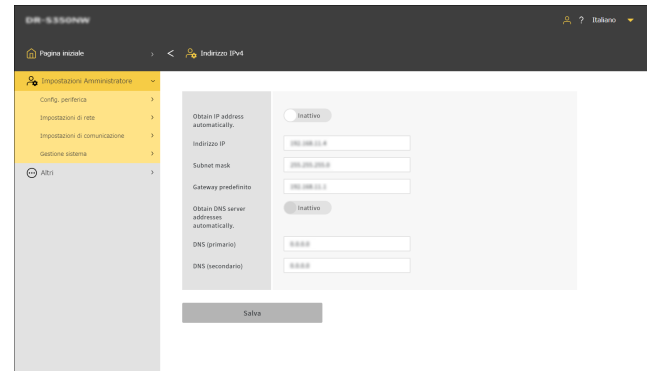 ? Italiano
Pagina iniziale
Indirizzo IPv4
Impostazioni Amministratore
Config. periferica
Impostazioni di rete
Impostazioni di comunicazione
Gestione sistema
Altri
Obtain IP address
automatically.
Inattivo
Indirizzo IP
Subnet mask
Gateway predefinito
Obtain DNS server
addresses
automatically.
Inattivo
DNS (primario)
DNS (secondario)
Salva